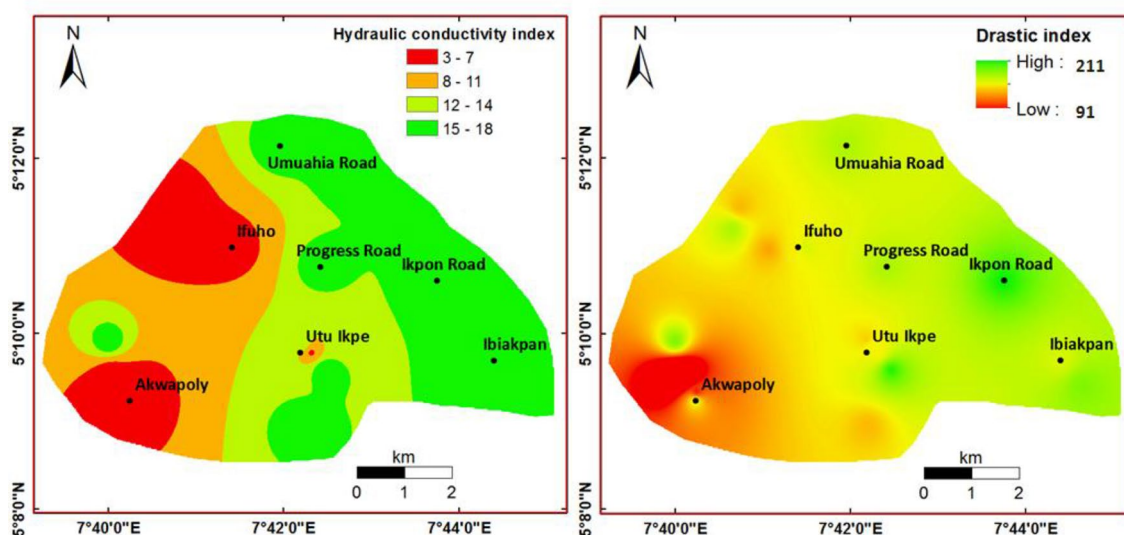 N
Hydraulic conductivity index
3 - 7
8 - 11
12 - 14
15 - 18
5°12'0"N
5°10'0"N
5°8'0"N
Umuahia Road
Ifuho
Progress Road
Ikpon Road
Utu Ikpe
Ibiakpan
Akwapoly
km
0 1 2
7°40'0"E 7°42'0"E 7°44'0"E
N
Drastic index
High : 211
Low : 91
5°12'0"N
5°10'0"N
5°8'0"N
Umuahia Road
Ifuho
Progress Road
Ikpon Road
Utu Ikpe
Ibiakpan
Akwapoly
km
0 1 2
7°40'0"E 7°42'0"E 7°44'0"E